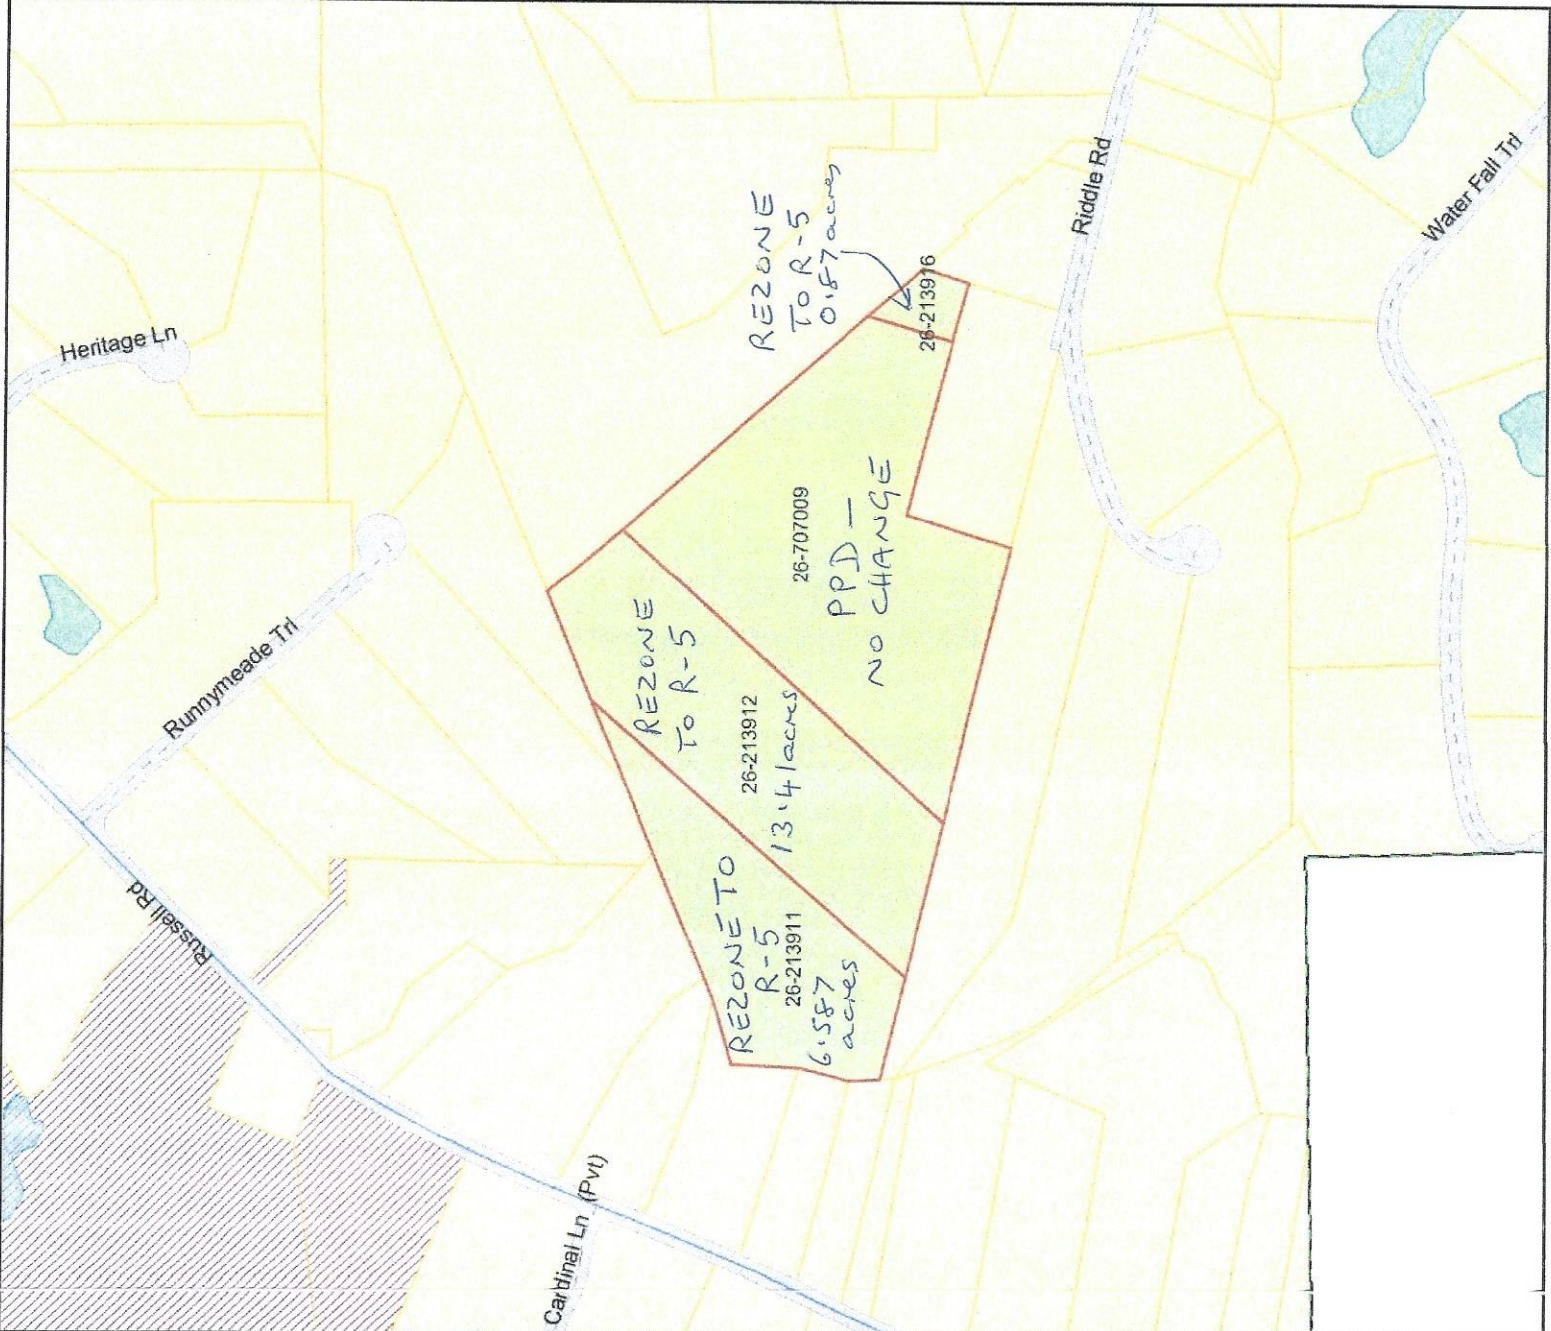 Heritage Ln
Runnymeade Trl
Russell Rd
Cardinal Ln (Pvt)
Riddle Rd
Water Fall Trl
REZONE
TO R-5
0.87 acres
26-213916
26-707009
PPD -
NO CHANGE
REZONE
TO R-5
26-213912
13.41 acres
REZONE TO
R-5
26-213911
6.587
acres